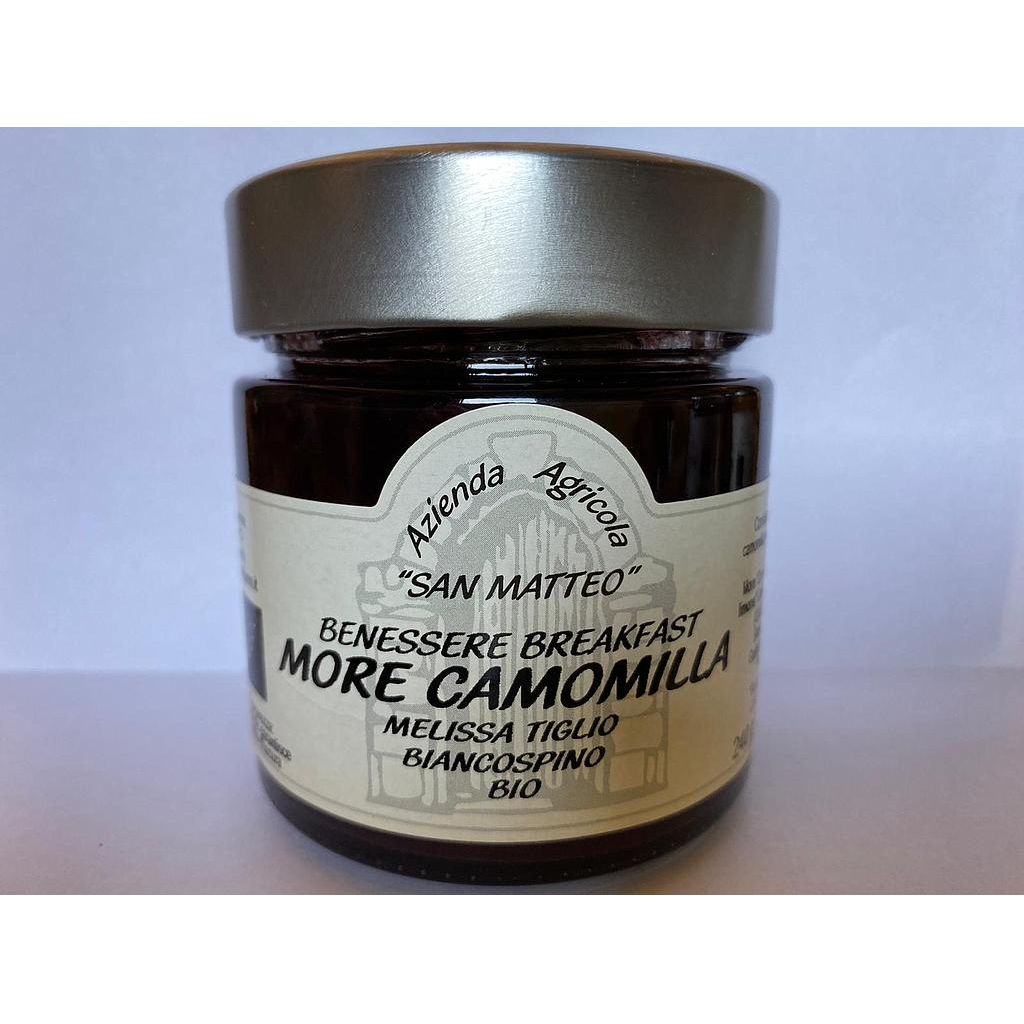 Azienda Agricola
"SAN MATTEO"
BENESSERE BREAKFAST
MORE CAMOMILLA
MELISSA TIGLIO
BIANCOSPINO
BIO